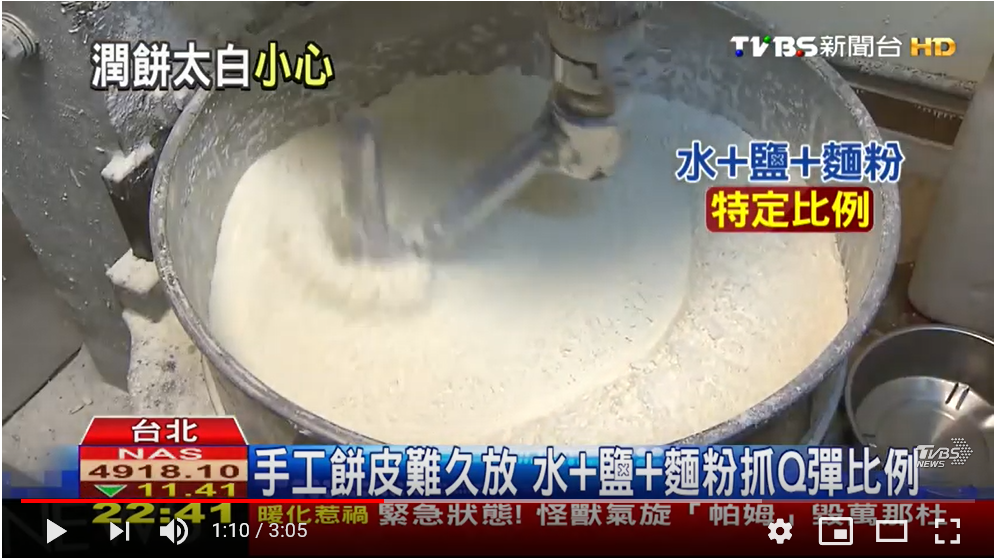 潤餅太白小心
TVBS新聞台 HD
水+鹽+麵粉
特定比例
台北
NAS
4918.10
11.41
手工餅皮難久放 水+鹽+麵粉抓Q彈比例
TVBS
NEWS
22:41
暖化惹禍 緊急狀態! 怪獸氣旋「帕姆」毀萬那杜
1:10 / 3:05